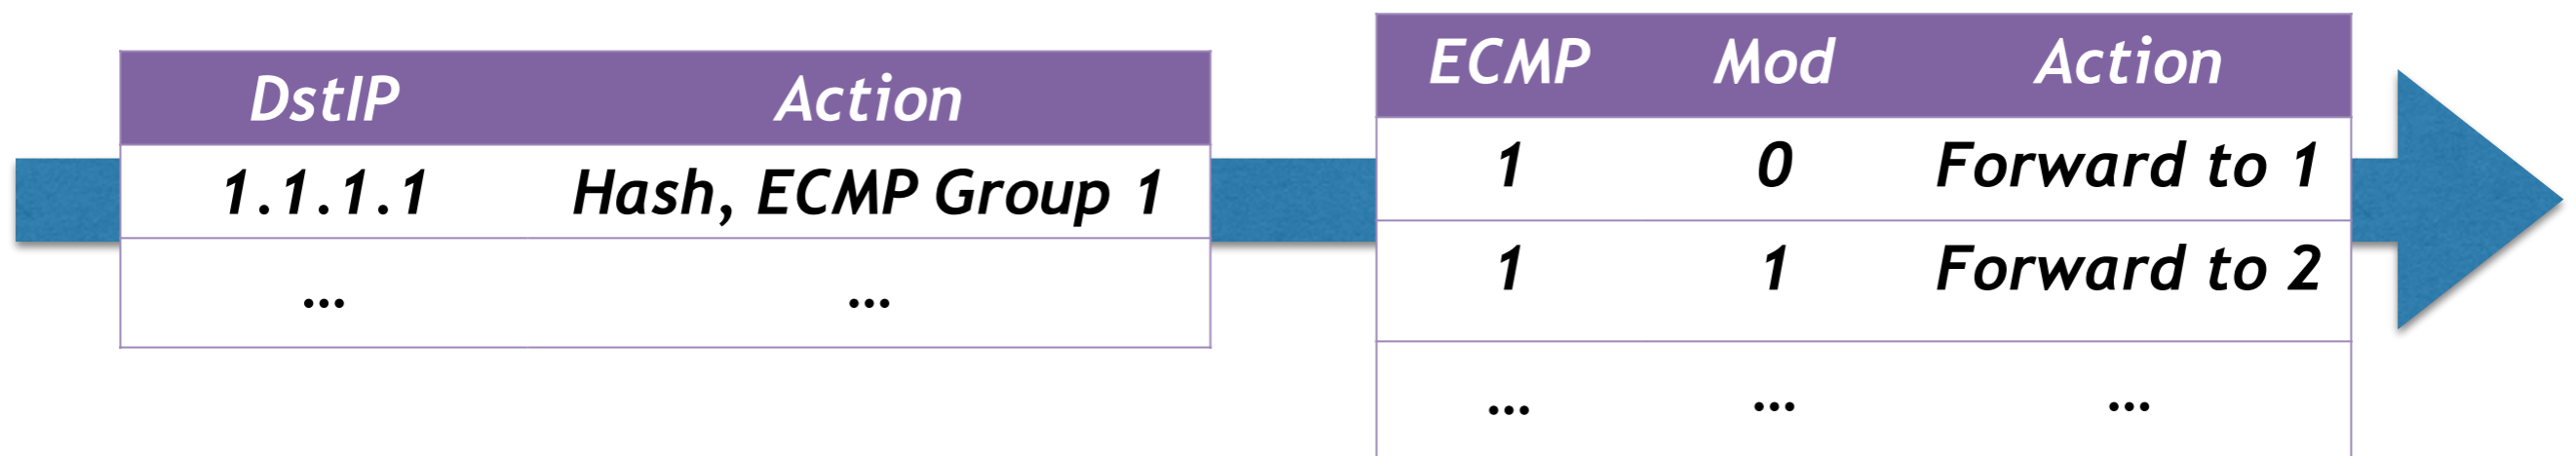 DstIP Action
1.1.1.1 Hash, ECMP Group 1
... ...
ECMP Mod Action
1 0 Forward to 1
1 1 Forward to 2
... ... ...